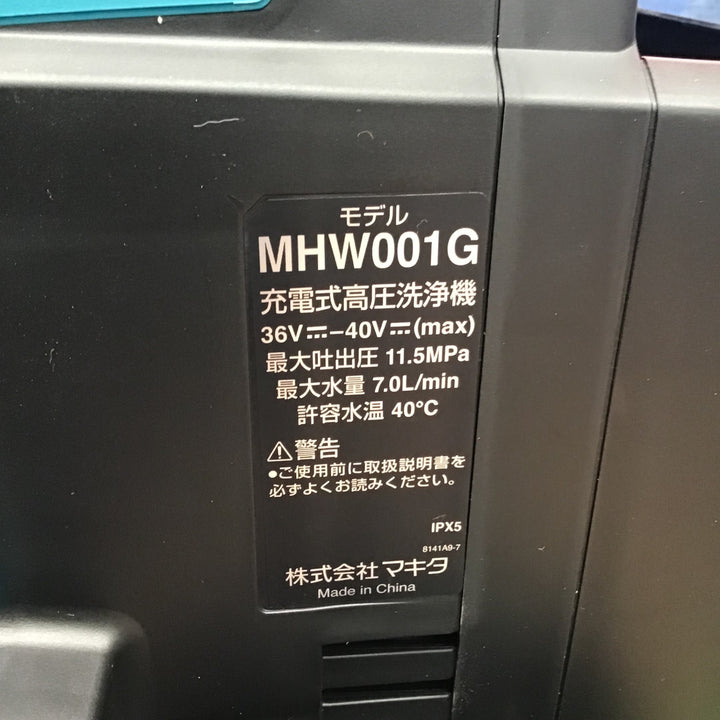 モデル
MHW001G
充電式高圧洗浄機
36V⎓–40V⎓(max)
最大吐出圧 11.5MPa
最大水量 7.0L/min
許容水温 40°C
⚠警告
●ご使用前に取扱説明書を
必ずよくお読みください。
IPX5
8141A9-7
株式会社マキタ
Made in China